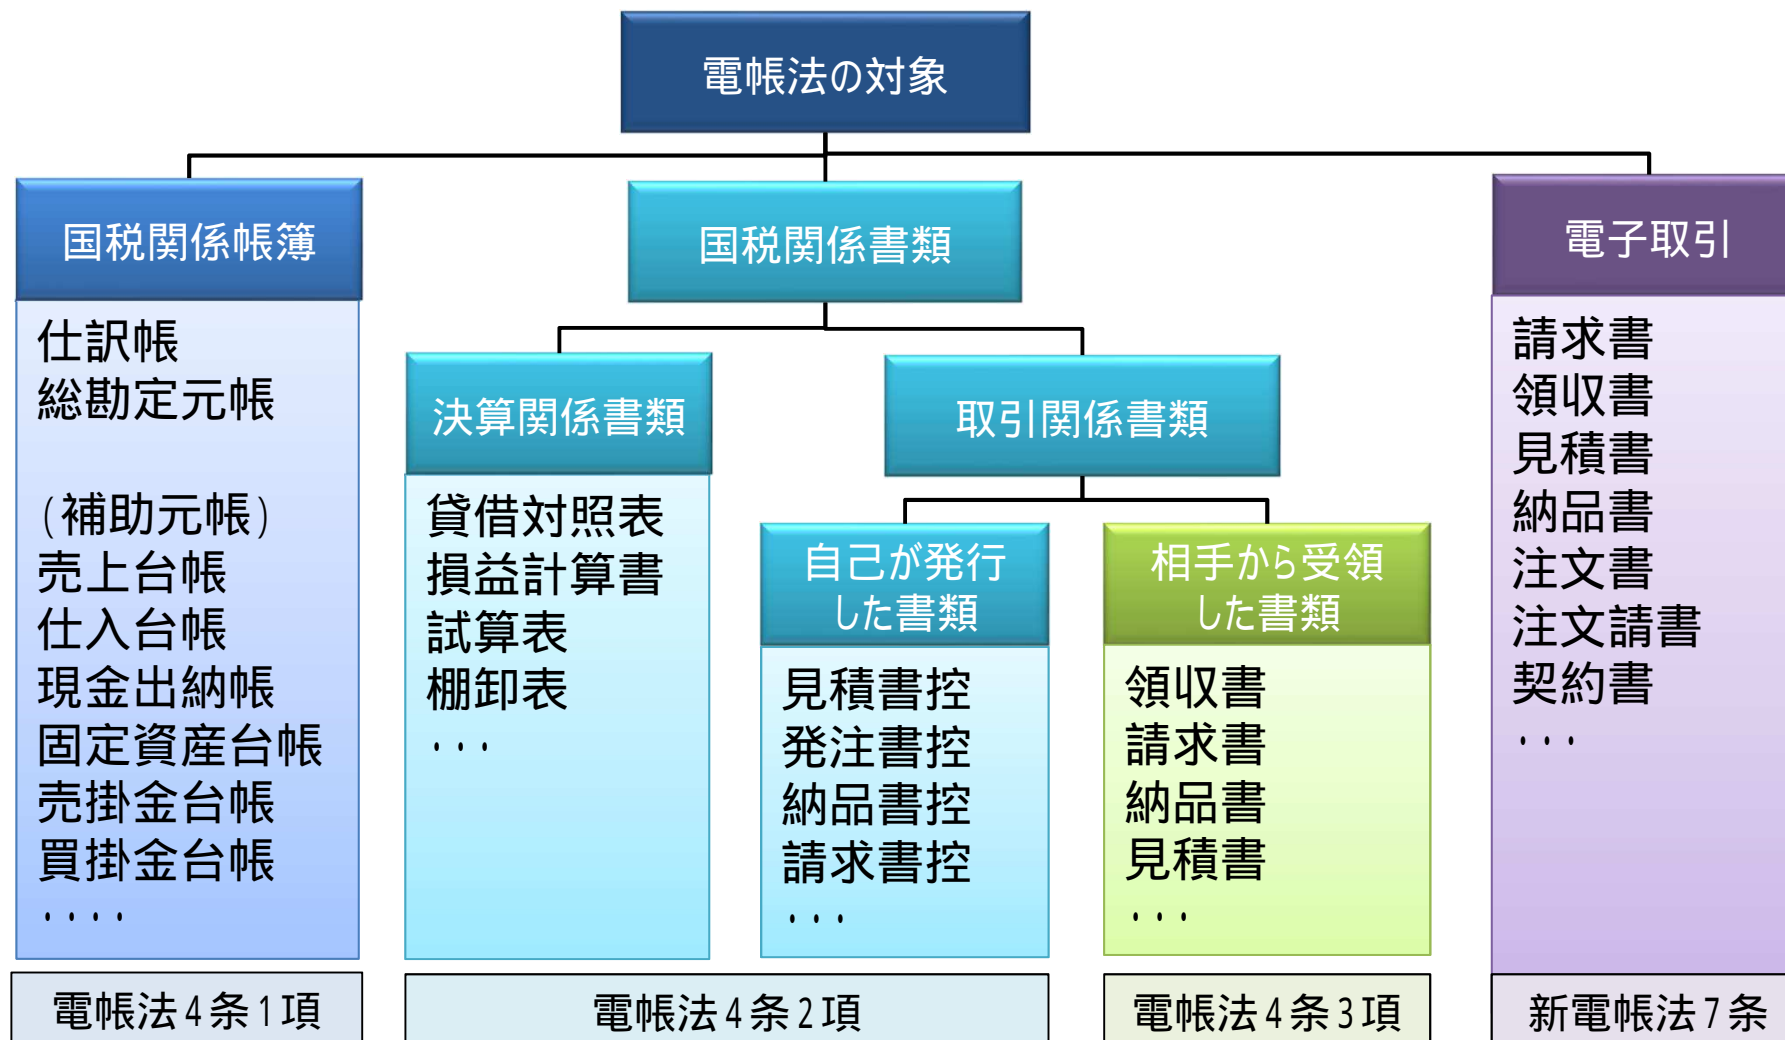 電帳法の対象
国税関係帳簿
仕訳帳
総勘定元帳
(補助元帳)
売上台帳
仕入台帳
現金出納帳
固定資産台帳
売掛金台帳
買掛金台帳
････
電帳法4条1項
国税関係書類
決算関係書類
貸借対照表
損益計算書
試算表
棚卸表
･･･
取引関係書類
自己が発行
した書類
見積書控
発注書控
納品書控
請求書控
･･･
電帳法4条2項
相手から受領
した書類
領収書
請求書
納品書
見積書
･･･
電帳法4条3項
電子取引
請求書
領収書
見積書
納品書
注文書
注文請書
契約書
･･･
新電帳法7条